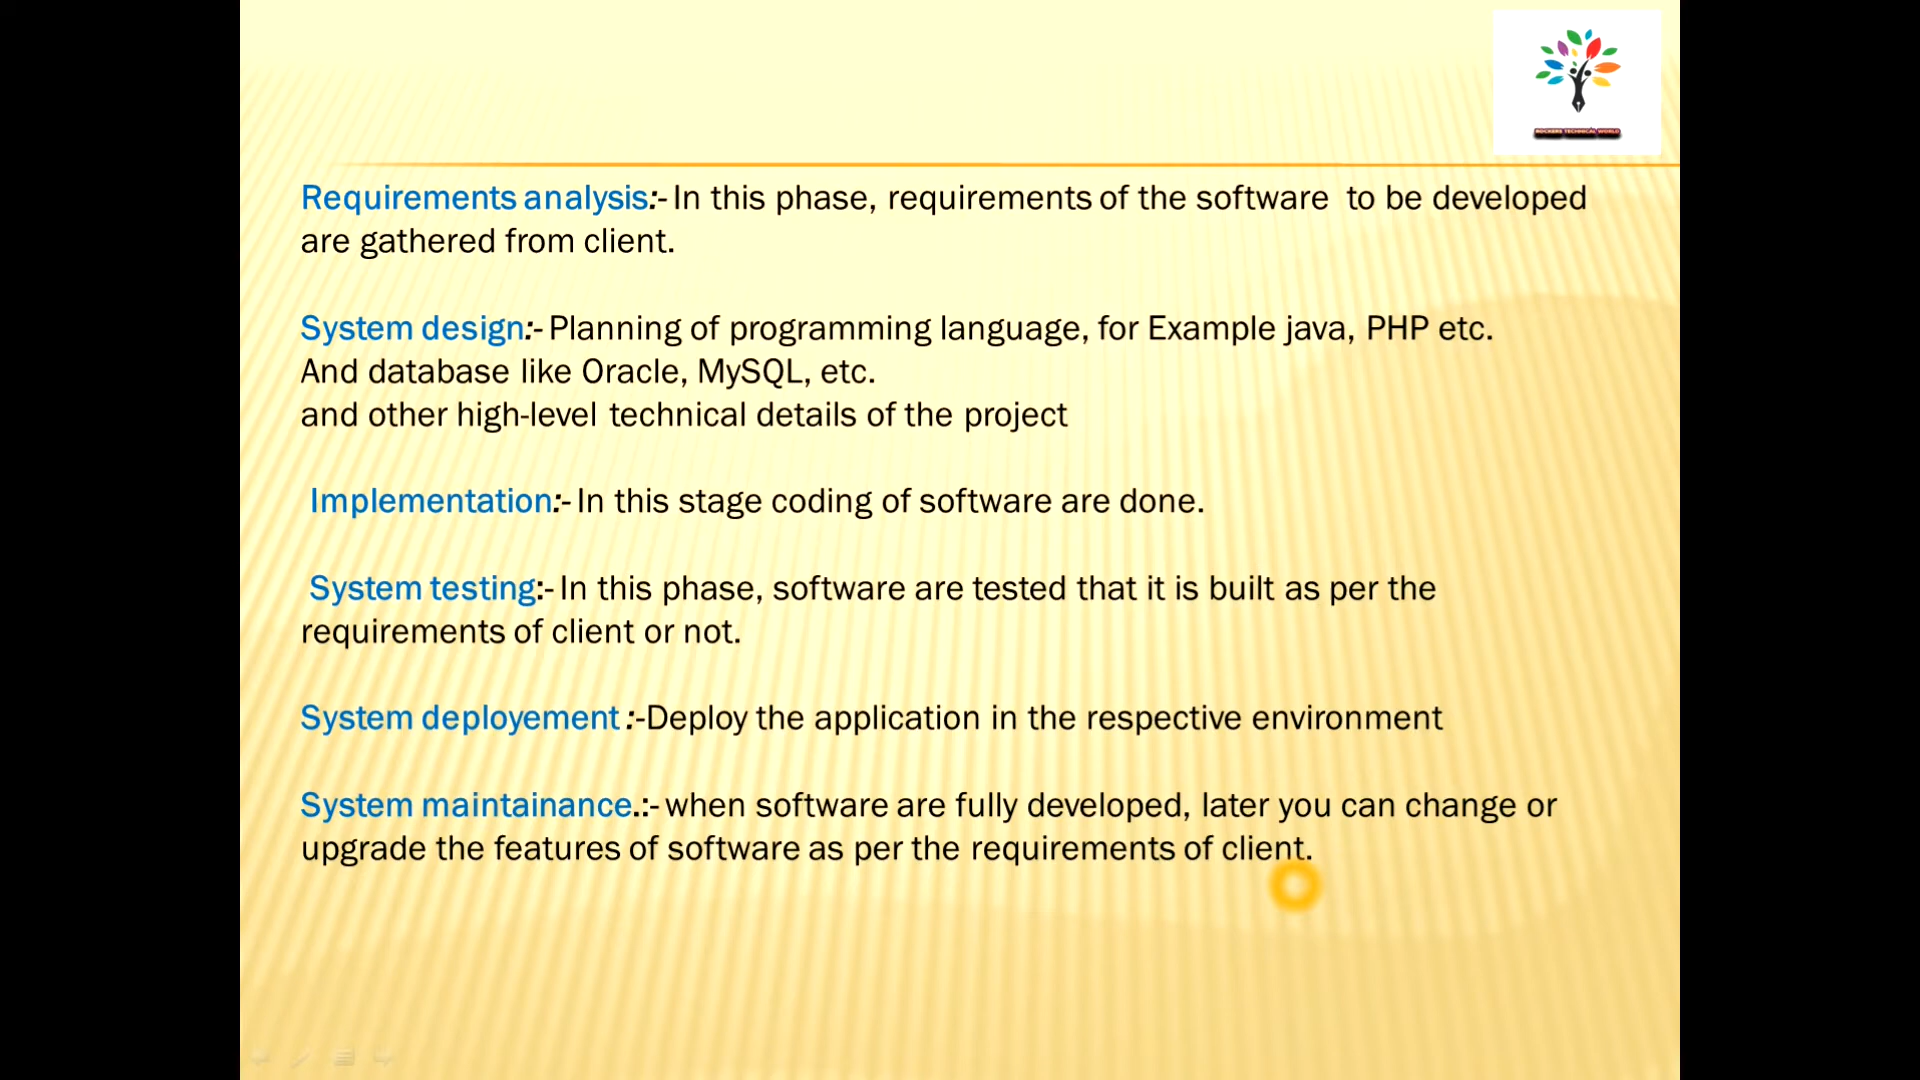 ROCKERS TECHNICAL WORLD
Requirements analysis:- In this phase, requirements of the software to be developed
are gathered from client.
System design:- Planning of programming language, for Example java, PHP etc.
And database like Oracle, MySQL, etc.
and other high-level technical details of the project
Implementation:- In this stage coding of software are done.
System testing:- In this phase, software are tested that it is built as per the
requirements of client or not.
System deployement :-Deploy the application in the respective environment
System maintainance.:- when software are fully developed, later you can change or
upgrade the features of software as per the requirements of client.